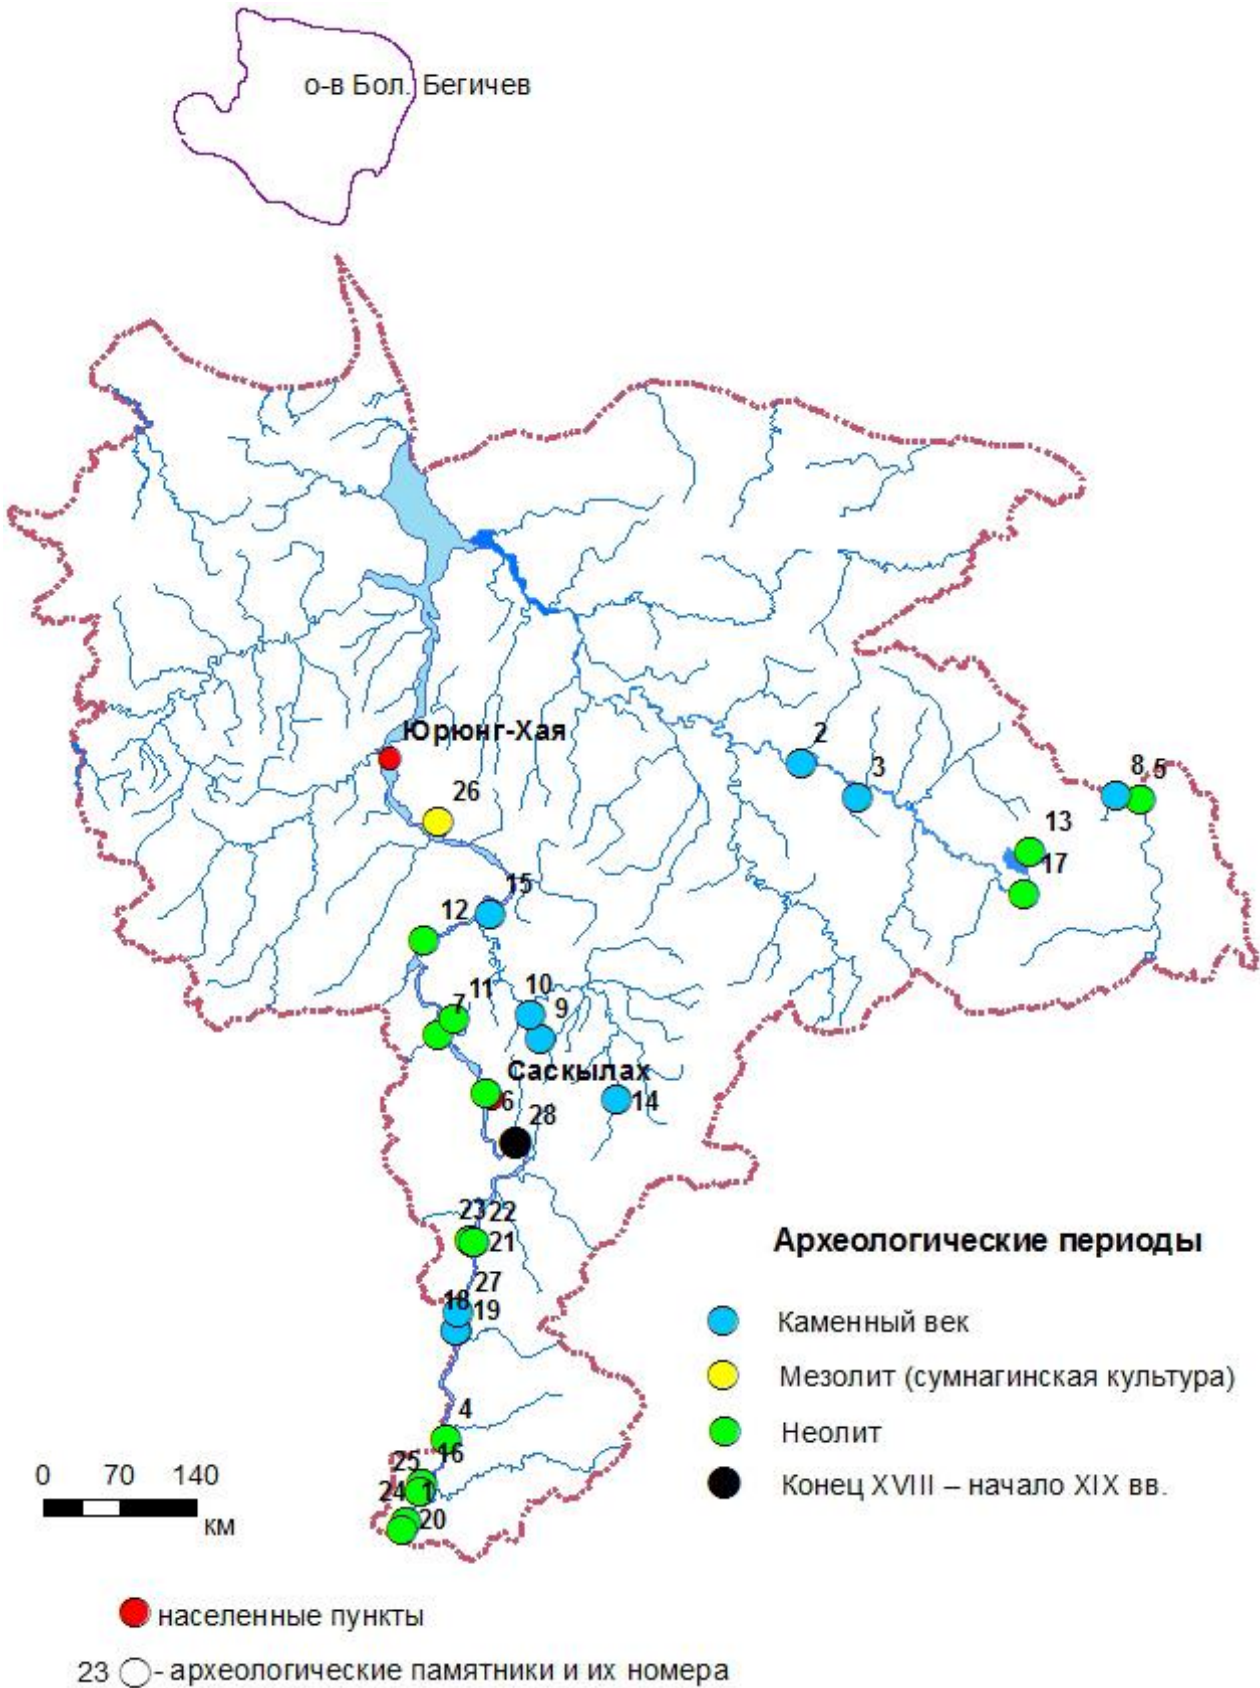 о-в Бол. Бегичев
Юрюнг-Хая
26
2
3
8
5
13
17
15
12
11
7
10
9
Саскылах
6
14
28
23
22
21
27
18
19
4
16
25
24
1
20
Археологические периоды
Каменный век
Мезолит (сумнагинская культура)
Неолит
Конец XVIII – начало XIX вв.
0 70 140
км
населенные пункты
23 - археологические памятники и их номера